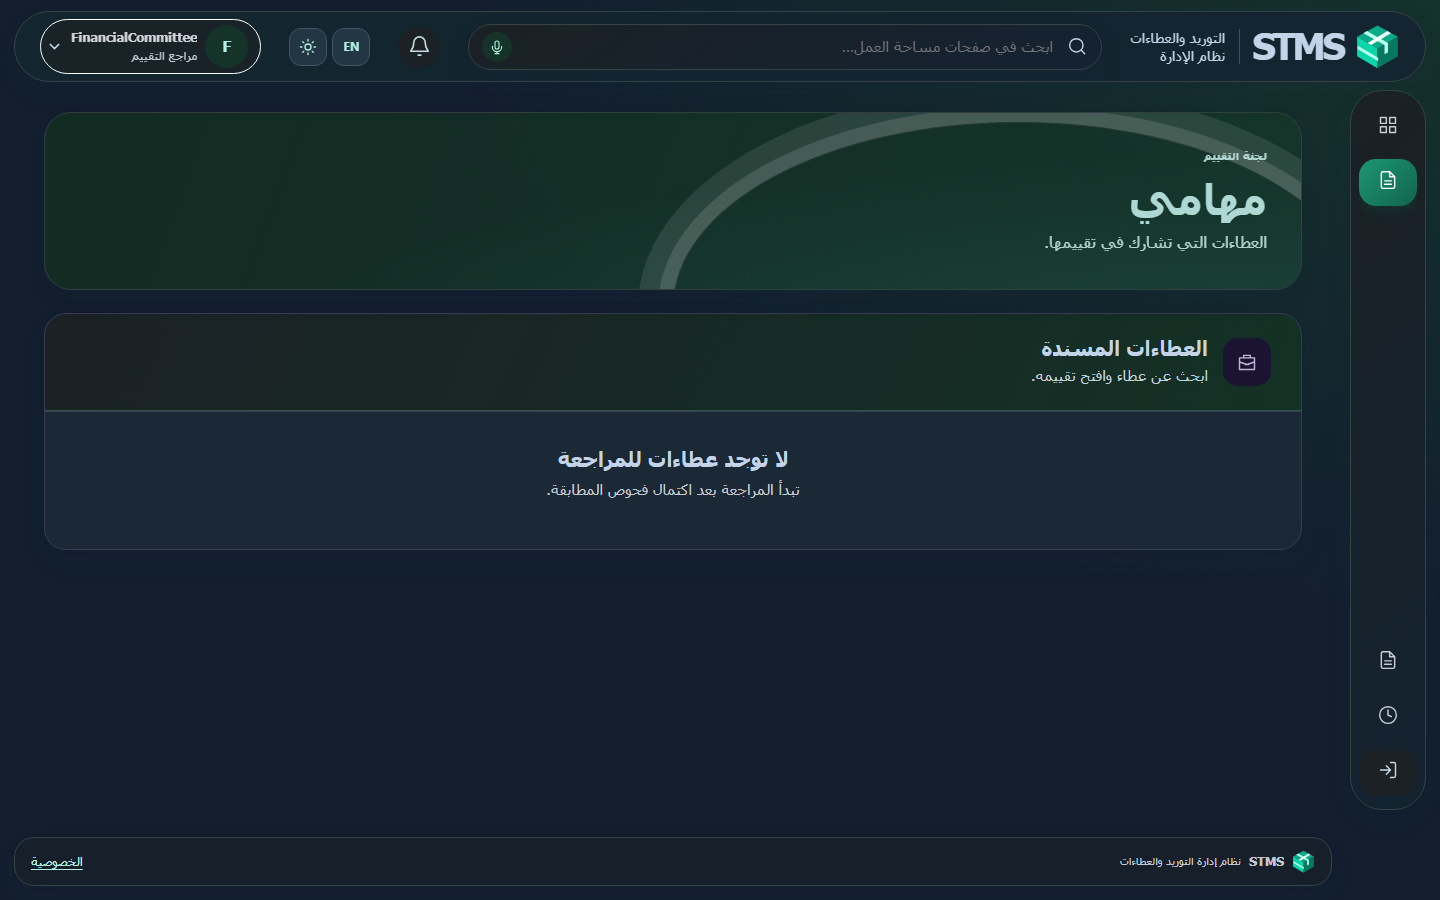 STMS
التوريد والعطاءات
نظام الإدارة
ابحث في صفحات مساحة العمل...
EN
FinancialCommittee
مراجع التقييم
F
لجنة التقييم
مهامي
العطاءات التي تشارك في تقييمها.
العطاءات المسندة
ابحث عن عطاء وافتح تقييمه.
لا توجد عطاءات للمراجعة
تبدأ المراجعة بعد اكتمال فحوص المطابقة.
STMS نظام إدارة التوريد والعطاءات
الخصوصية